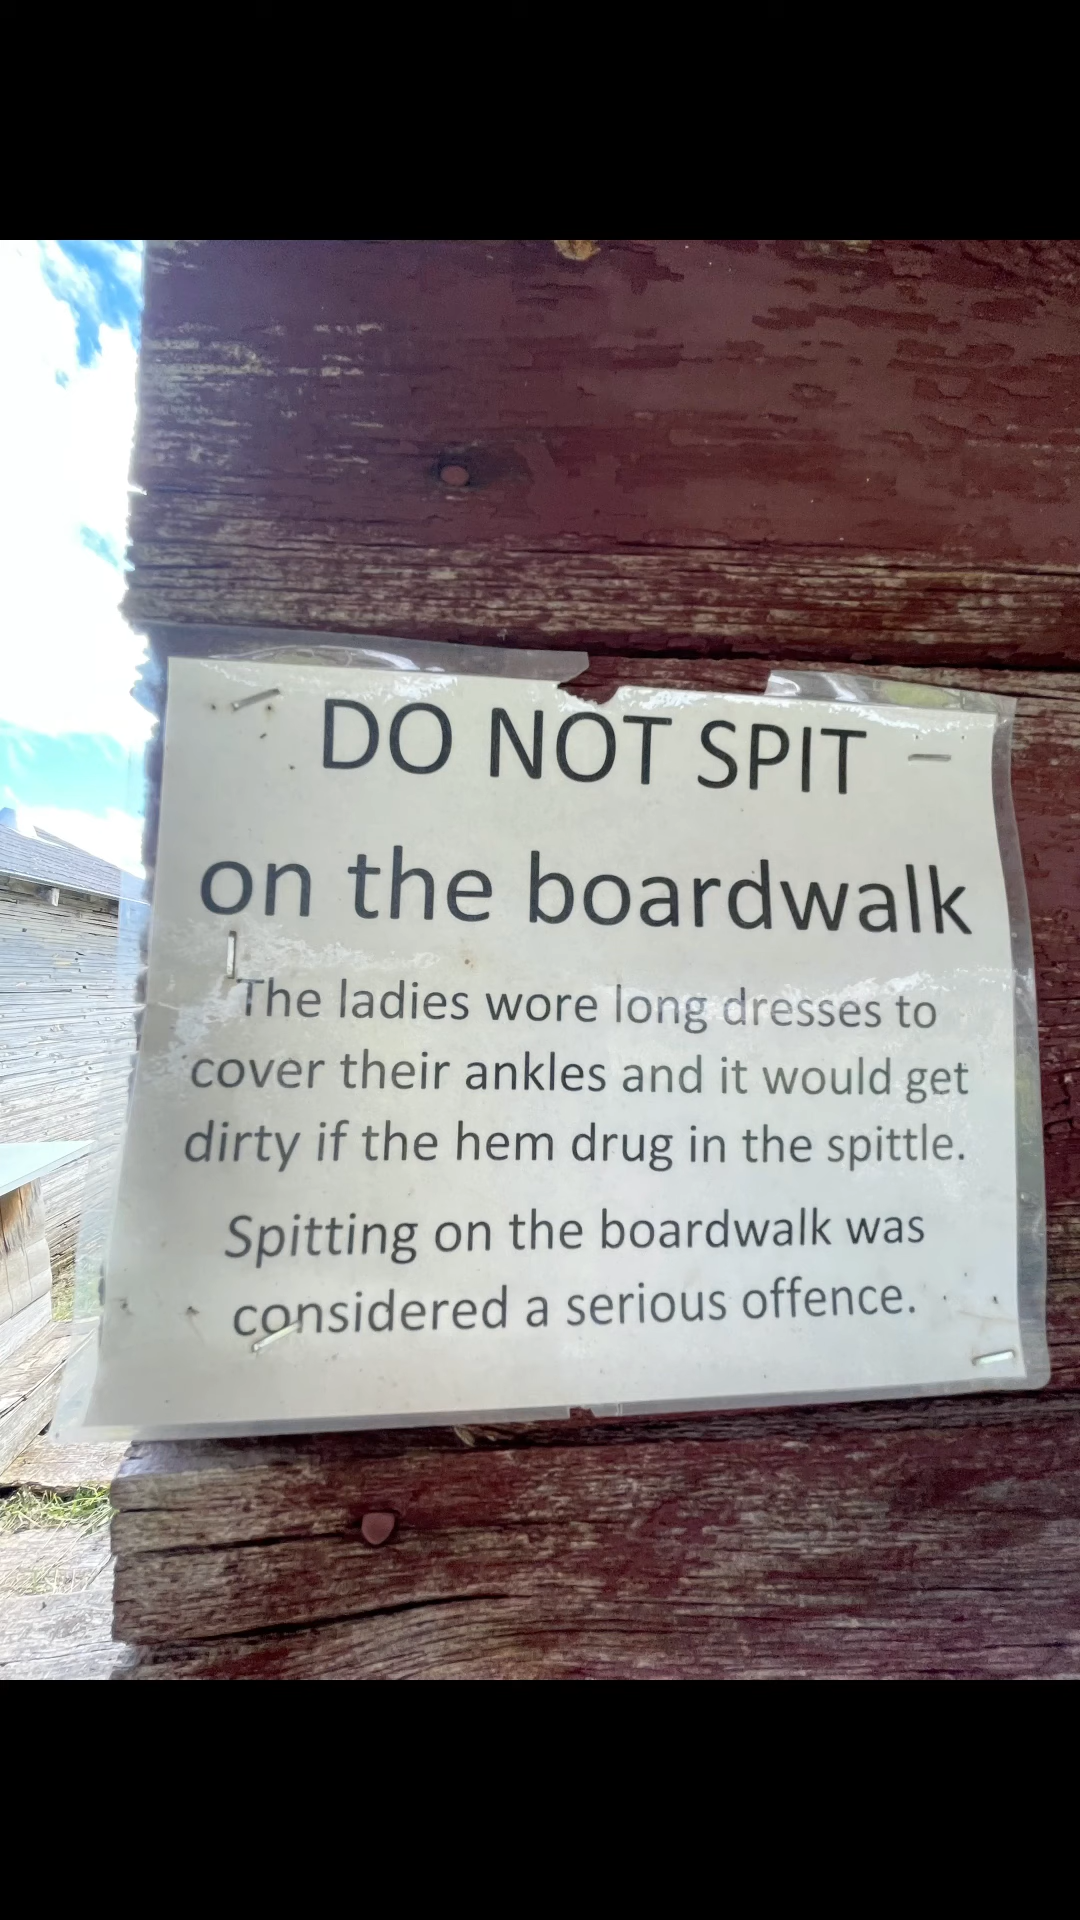 DO NOT SPIT
on the boardwalk
The ladies wore long dresses to
cover their ankles and it would get
dirty if the hem drug in the spittle.
Spitting on the boardwalk was
considered a serious offence.